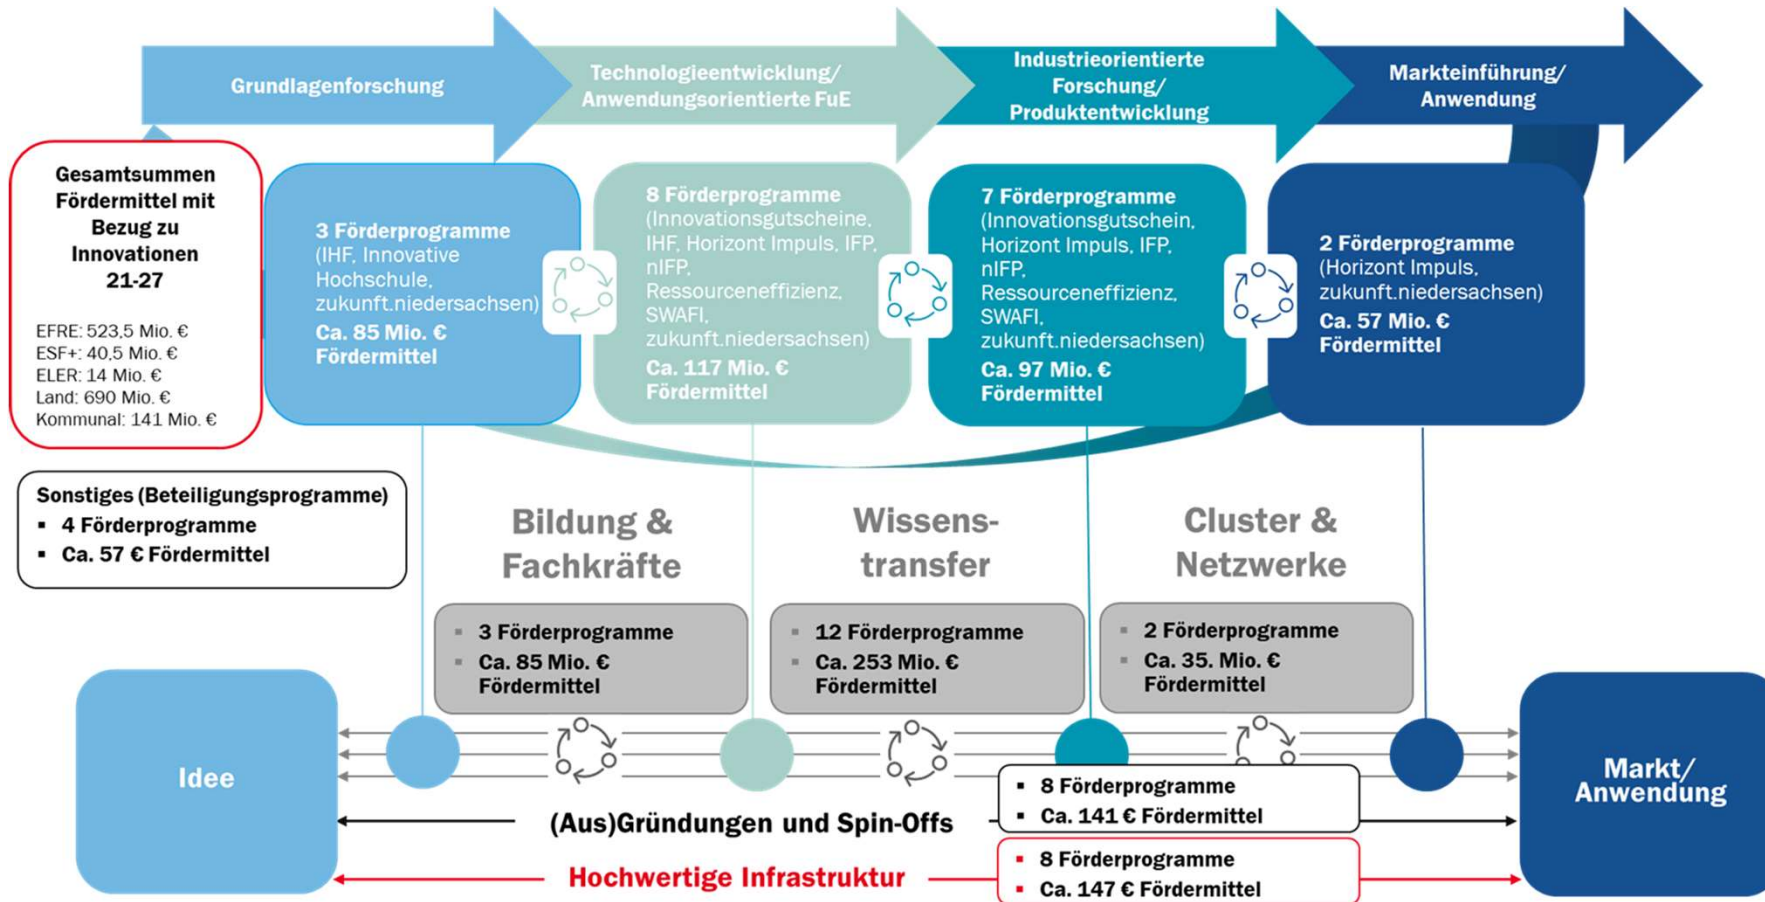 Grundlagenforschung
Technologieentwicklung/
Anwendungsorientierte FuE
Industrieorientierte
Forschung/
Produktentwicklung
Markteinführung/
Anwendung
Gesamtsummen
Fördermittel mit
Bezug zu
Innovationen
21-27
EFRE: 523,5 Mio. €
ESF+: 40,5 Mio. €
ELER: 14 Mio. €
Land: 690 Mio. €
Kommunal: 141 Mio. €
3 Förderprogramme
(IHF, Innovative
Hochschule,
zukunft.niedersachsen)
Ca. 85 Mio. €
Fördermittel
8 Förderprogramme
(Innovationsgutscheine,
IHF, Horizont Impuls, IFP,
nIFP,
Ressourceneffizienz,
SWAFI,
zukunft.niedersachsen)
Ca. 117 Mio. €
Fördermittel
7 Förderprogramme
(Innovationsgutschein,
Horizont Impuls, IFP,
nIFP,
Ressourceneffizienz,
SWAFI,
zukunft.niedersachsen)
Ca. 97 Mio. €
Fördermittel
2 Förderprogramme
(Horizont Impuls,
zukunft.niedersachsen)
Ca. 57 Mio. €
Fördermittel
Sonstiges (Beteiligungsprogramme)
▪ 4 Förderprogramme
▪ Ca. 57 € Fördermittel
Bildung &
Fachkräfte
Wissens-
transfer
Cluster &
Netzwerke
▪ 3 Förderprogramme
▪ Ca. 85 Mio. €
Fördermittel
▪ 12 Förderprogramme
▪ Ca. 253 Mio. €
Fördermittel
▪ 2 Förderprogramme
▪ Ca. 35. Mio. €
Fördermittel
Idee
Markt/
Anwendung
(Aus)Gründungen und Spin-Offs
▪ 8 Förderprogramme
▪ Ca. 141 € Fördermittel
Hochwertige Infrastruktur
▪ 8 Förderprogramme
▪ Ca. 147 € Fördermittel